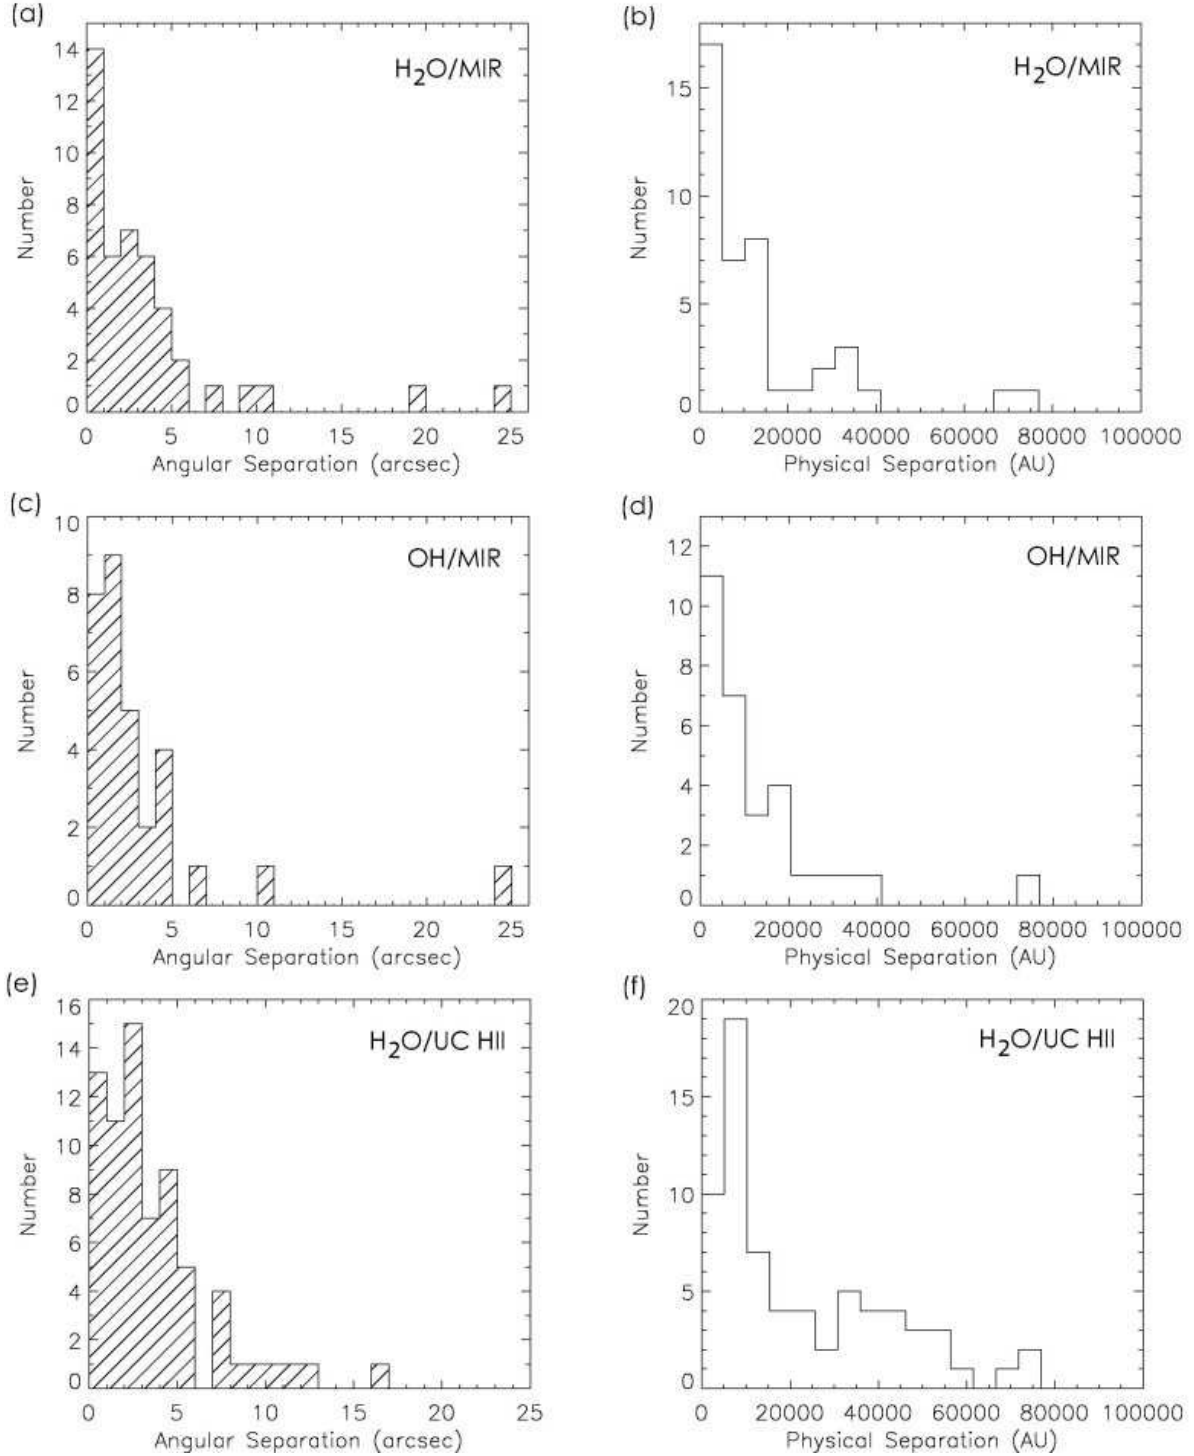 (a)
H₂O/MIR
Number
14
12
10
8
6
4
2
0
0 5 10 15 20 25
Angular Separation (arcsec)
(b)
H₂O/MIR
Number
15
10
5
0
0 20000 40000 60000 80000 100000
Physical Separation (AU)
(c)
OH/MIR
Number
10
8
6
4
2
0
0 5 10 15 20 25
Angular Separation (arcsec)
(d)
OH/MIR
Number
12
10
8
6
4
2
0
0 20000 40000 60000 80000 100000
Physical Separation (AU)
(e)
H₂O/UC HII
Number
16
14
12
10
8
6
4
2
0
0 5 10 15 20 25
Angular Separation (arcsec)
(f)
H₂O/UC HII
Number
20
15
10
5
0
0 20000 40000 60000 80000 100000
Physical Separation (AU)